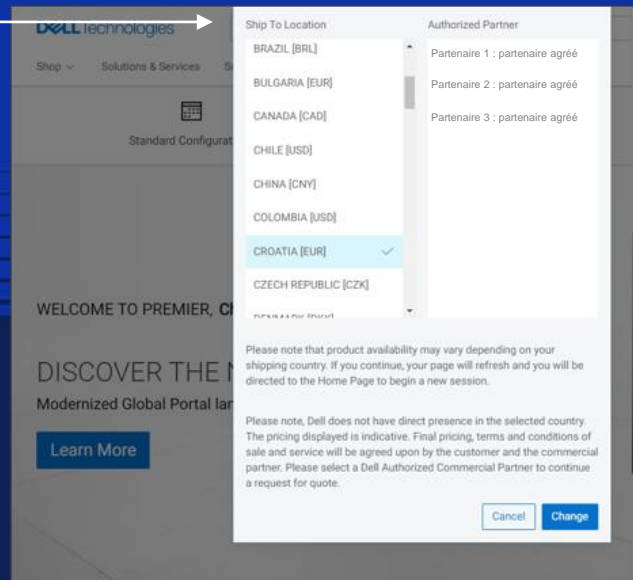 DELL Technologies
Shop
Solutions & Services
Standard Configurat
WELCOME TO PREMIER,
DISCOVER THE
Modernized Global Portal
Learn More
Ship To Location
BRAZIL [BRL]
BULGARIA [EUR]
CANADA [CAD]
CHILE [USD]
CHINA [CNY]
COLOMBIA [USD]
CROATIA [EUR]
CZECH REPUBLIC [CZK]
DENMARK [DKK]
Authorized Partner
Partenaire 1 : partenaire agréé
Partenaire 2 : partenaire agréé
Partenaire 3 : partenaire agréé
Please note that product availability may vary depending on your
shipping country. If you continue, your page will refresh and you will be
directed to the Home Page to begin a new session.
Please note, Dell does not have direct presence in the selected country.
The pricing displayed is indicative. Final pricing, terms and conditions of
sale and service will be agreed upon by the customer and the commercial
partner. Please select a Dell Authorized Commercial Partner to continue
a request for quote.
Cancel
Change